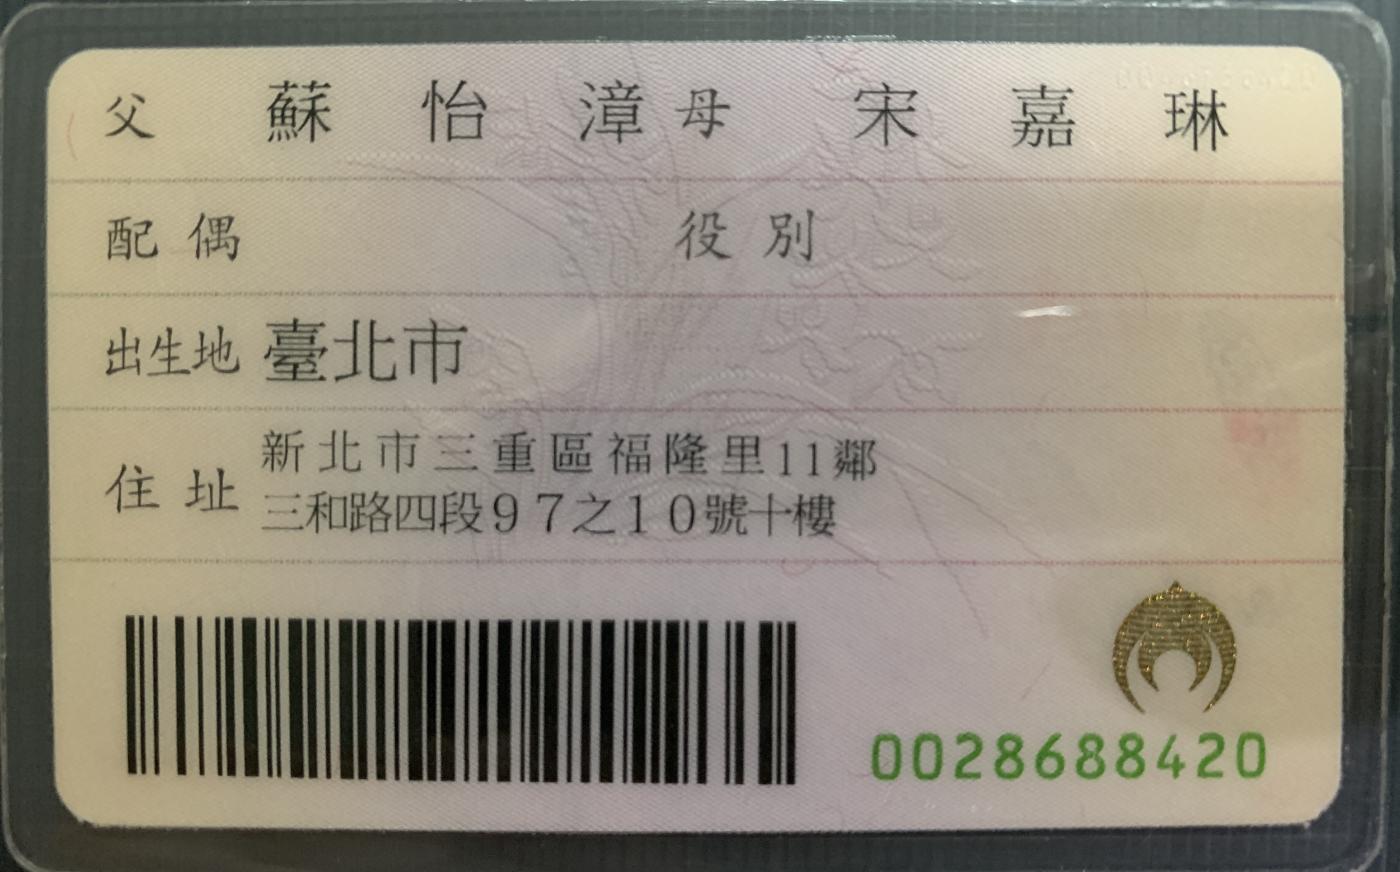 父 蘇怡漳 母 宋嘉琳
配偶 役別
出生地 臺北市
住址 新北市三重區福隆里11鄰
三和路四段97之10號十樓
0028688420